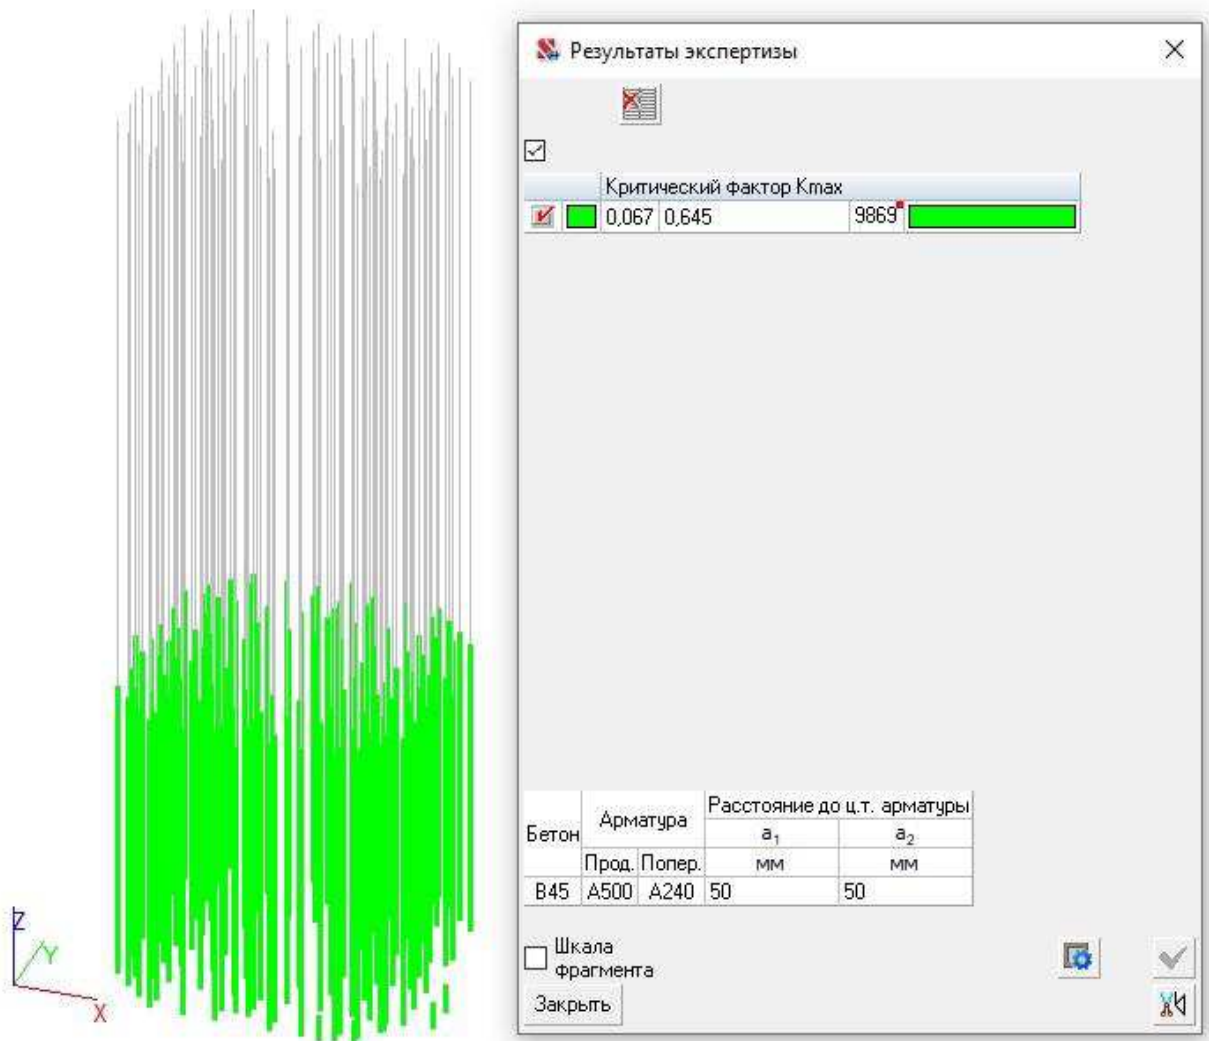 Результаты экспертизы
Критический фактор Kmax
0,067 0,645 9869
Бетон Арматура Расстояние до ц.т. арматуры
a1 a2
Прод. Попер. мм мм
B45 A500 A240 50 50
Шкала
фрагмента
Закрыть
Z
Y
X